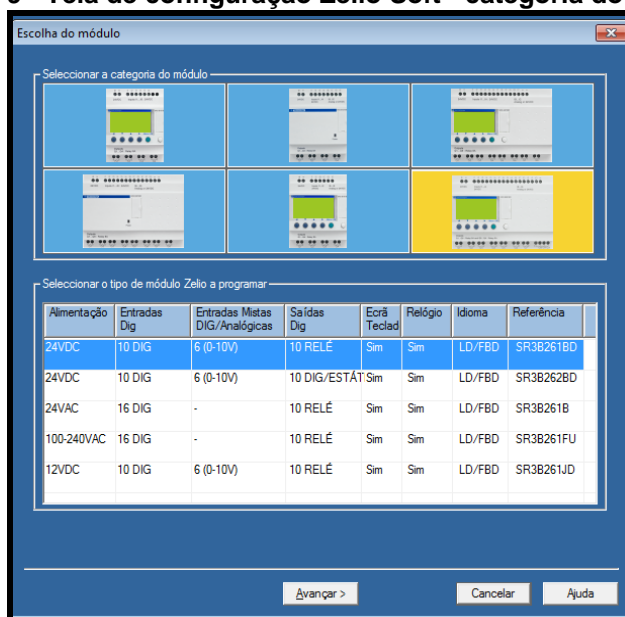 Escolha do módulo
Seleccionar a categoria do módulo
Seleccionar o tipo de módulo Zelio a programar
Alimentação Entradas Dig Entradas Mistas DIG/Analógicas Saídas Dig Ecrã Teclad Relógio Idioma Referência
24VDC 10 DIG 6 (0-10V) 10 RELÉ Sim Sim LD/FBD SR3B261BD
24VDC 10 DIG 6 (0-10V) 10 DIG/ESTÁT Sim Sim LD/FBD SR3B262BD
24VAC 16 DIG - 10 RELÉ Sim Sim LD/FBD SR3B261B
100-240VAC 16 DIG - 10 RELÉ Sim Sim LD/FBD SR3B261FU
12VDC 10 DIG 6 (0-10V) 10 RELÉ Sim Sim LD/FBD SR3B261JD
Avançar > Cancelar Ajuda